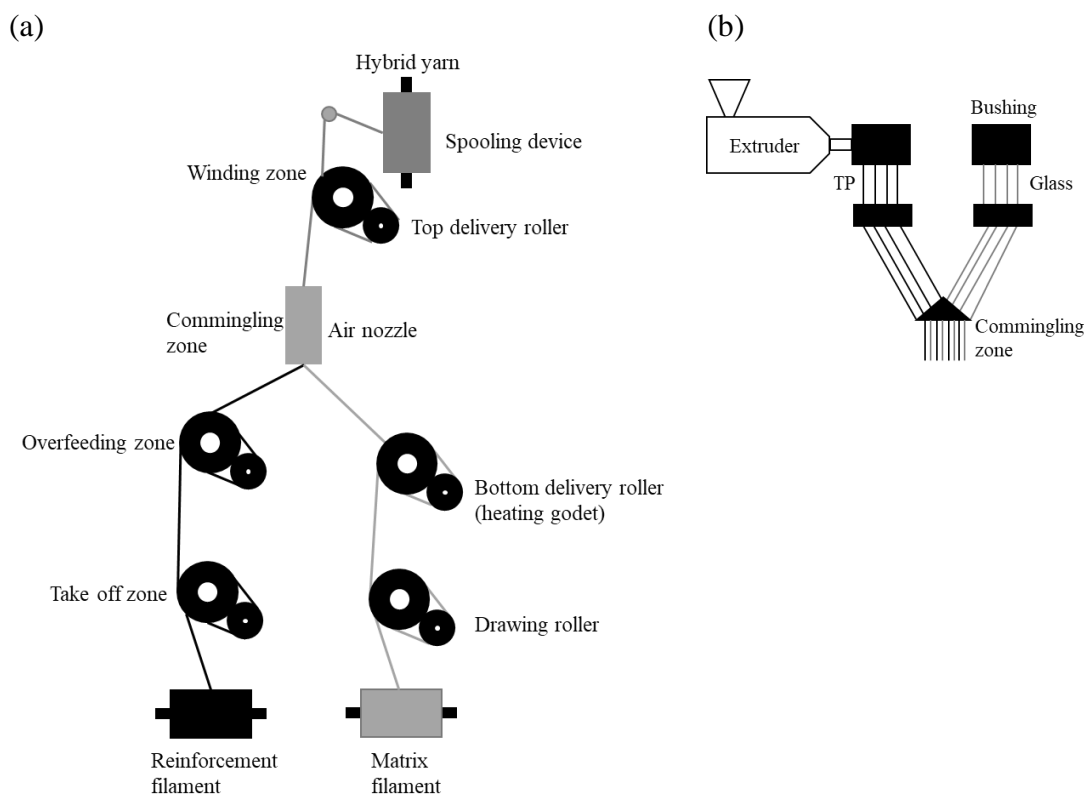 (a)
Hybrid yarn
Spooling device
Winding zone
Top delivery roller
Commingling
zone
Air nozzle
Overfeeding zone
Bottom delivery roller
(heating godet)
Take off zone
Drawing roller
Reinforcement
filament
Matrix
filament
(b)
Bushing
Extruder
TP
Glass
Commingling
zone